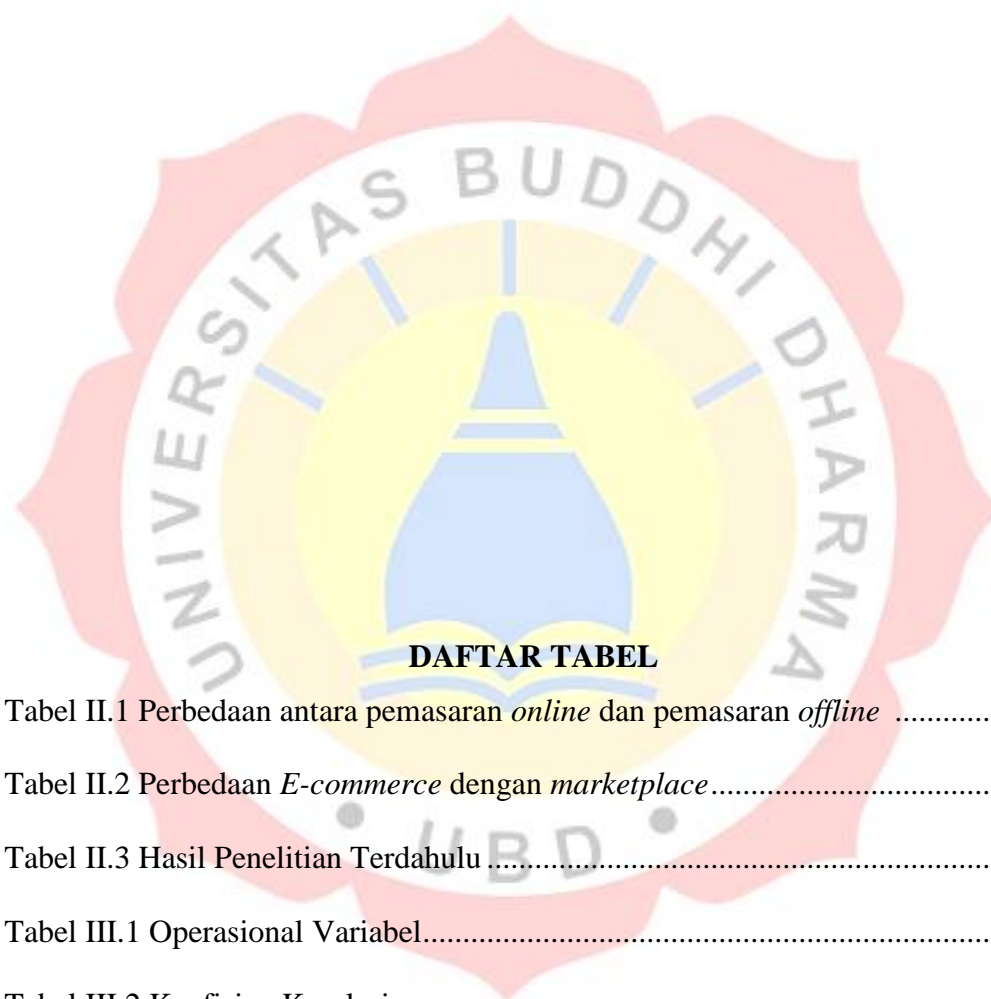 UNIVERSITAS BUDDHI DHARMA
DAFTAR TABEL
Tabel II.1 Perbedaan antara pemasaran online dan pemasaran offline ............
Tabel II.2 Perbedaan E-commerce dengan marketplace....................................
• UBD •
Tabel II.3 Hasil Penelitian Terdahulu.................................................................
Tabel III.1 Operasional Variabel.........................................................................